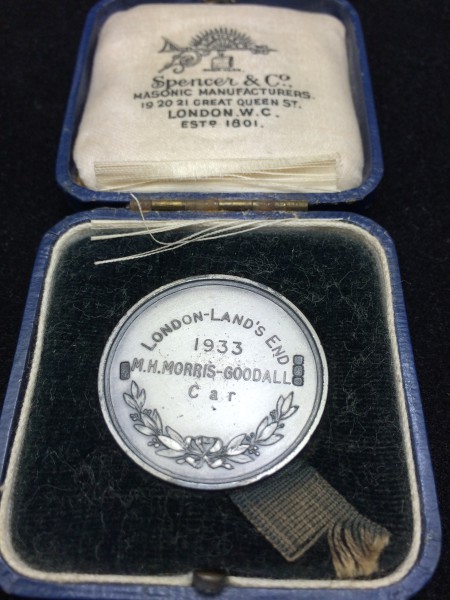 Spencer & Co.
MASONIC MANUFACTURERS.
19 20 21 GREAT QUEEN ST.
LONDON. W.C.
ESTD 1801.
LONDON-LAND'S END
1933
M.H.MORRIS-GOODALL
Car